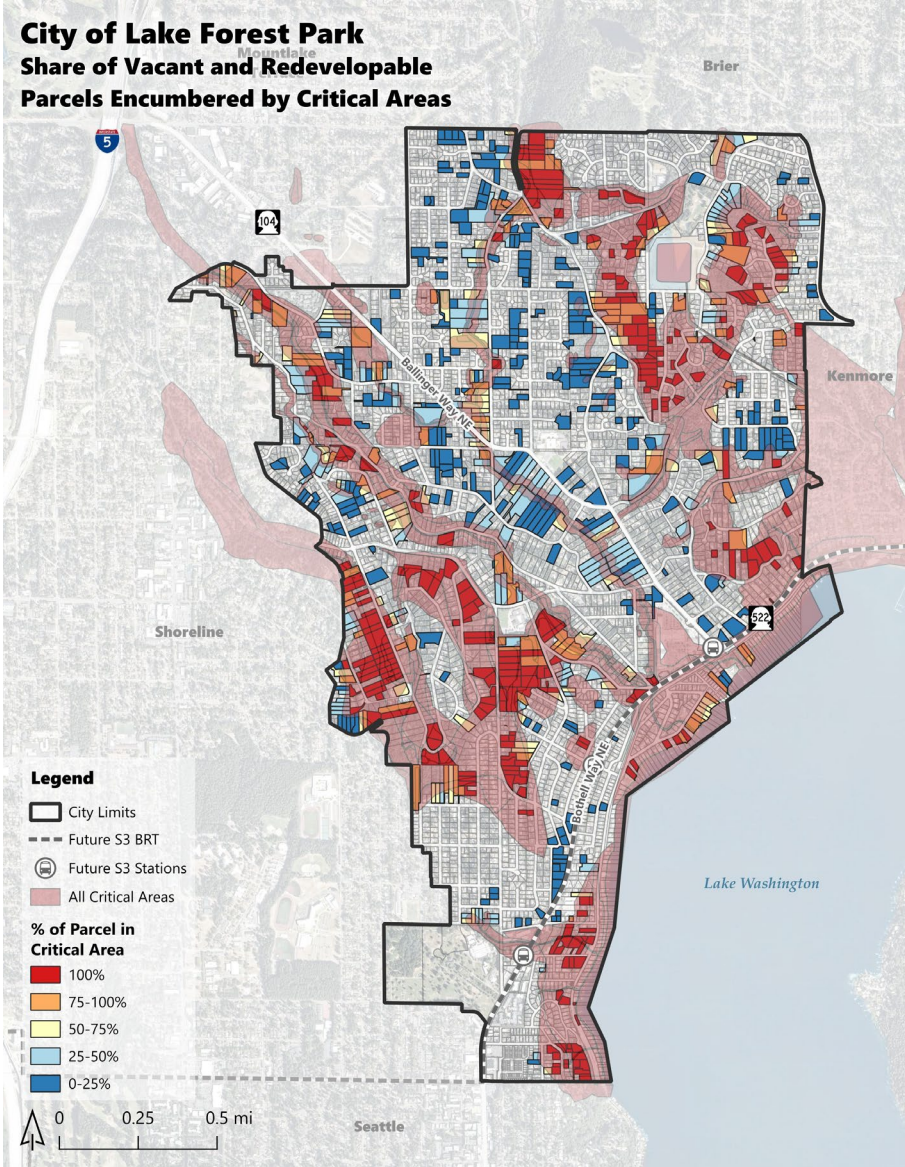 City of Lake Forest Park
Share of Vacant and Redevelopable
Parcels Encumbered by Critical Areas
Mountlake
Brier
INTERSTATE
5
104
Ballinger Way NE
Kenmore
Shoreline
522
Bothell Way NE
Lake Washington
Legend
City Limits
Future S3 BRT
Future S3 Stations
All Critical Areas
% of Parcel in
Critical Area
100%
75-100%
50-75%
25-50%
0-25%
0 0.25 0.5 mi
Seattle